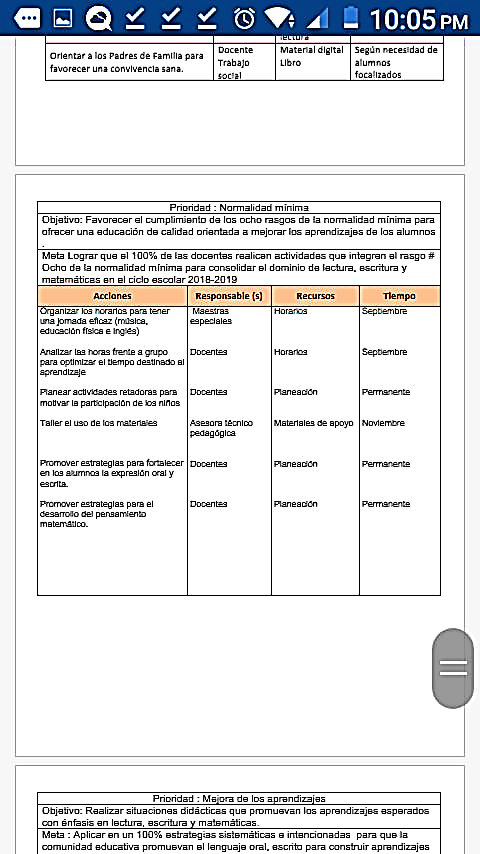 10:05 PM
lectura
Orientar a los Padres de Familia para
favorecer una convivencia sana.
Docente
Trabajo
social
Material digital
Libro
Según necesidad de
alumnos
focalizados
Prioridad : Normalidad mínima
Objetivo: Favorecer el cumplimiento de los ocho rasgos de la normalidad mínima para
ofrecer una educación de calidad orientada a mejorar los aprendizajes de los alumnos
.
Meta Lograr que el 100% de las docentes realicen actividades que integren el rasgo #
Ocho de la normalidad mínima para consolidar el dominio de lectura, escritura y
matemáticas en el ciclo escolar 2018-2019
Acciones Responsable (s) Recursos Tiempo
Organizar los horarios para tener
una jornada eficaz (música,
educación física e inglés)
Maestras
especiales
Horarios
Septiembre
Analizar las horas frente a grupo
para optimizar el tiempo destinado al
aprendizaje
Docentes
Horarios
Septiembre
Planear actividades retadoras para
motivar la participación de los niños
Docentes
Planeación
Permanente
Taller el uso de los materiales
Asesora técnico
pedagógica
Materiales de apoyo
Noviembre
Promover estrategias para fortalecer
en los alumnos la expresión oral y
escrita.
Docentes
Planeación
Permanente
Promover estrategias para el
desarrollo del pensamiento
matemático.
Docentes
Planeación
Permanente
Prioridad : Mejora de los aprendizajes
Objetivo: Realizar situaciones didácticas que promuevan los aprendizajes esperados
con énfasis en lectura, escritura y matemáticas.
Meta : Aplicar en un 100% estrategias sistemáticas e intencionadas para que la
comunidad educativa promuevan el lenguaje oral, escrito para construir aprendizajes